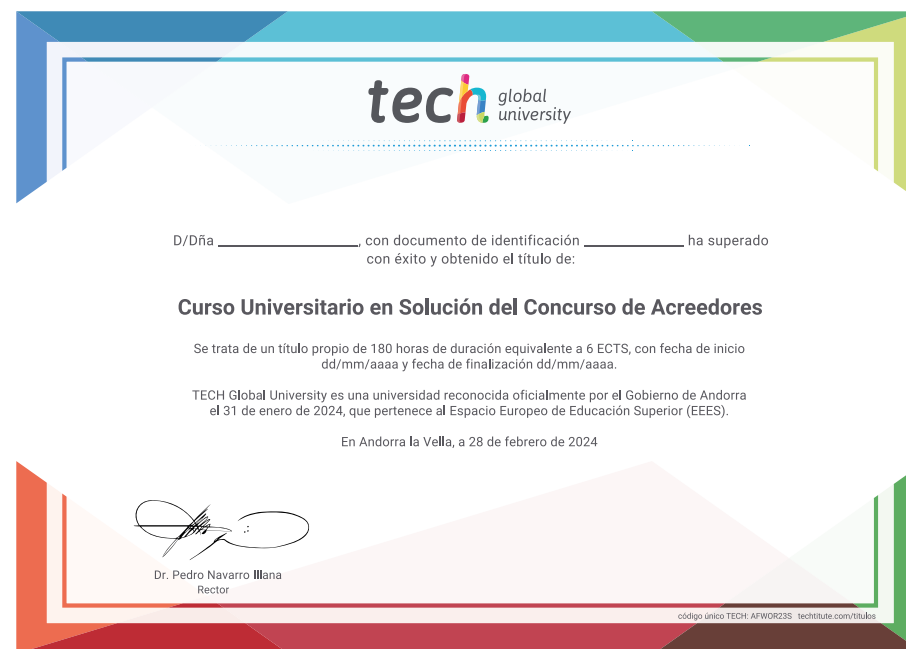 tech global university
D/Dña ______________, con documento de identificación __________ ha superado
con éxito y obtenido el título de:
Curso Universitario en Solución del Concurso de Acreedores
Se trata de un título propio de 180 horas de duración equivalente a 6 ECTS, con fecha de inicio
dd/mm/aaaa y fecha de finalización dd/mm/aaaa.
TECH Global University es una universidad reconocida oficialmente por el Gobierno de Andorra
el 31 de enero de 2024, que pertenece al Espacio Europeo de Educación Superior (EEES).
En Andorra la Vella, a 28 de febrero de 2024
Dr. Pedro Navarro Illana
Rector
código único TECH: AFWOR23S techtitute.com/titulos